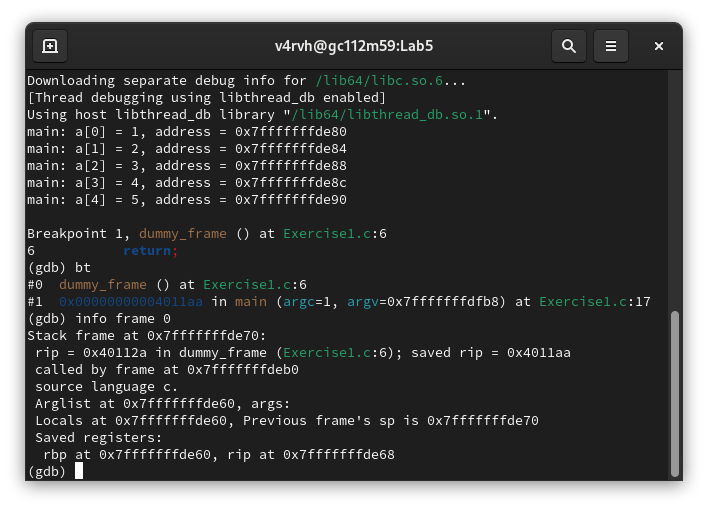 v4rvh@gc112m59:Lab5
Downloading separate debug info for /lib64/libc.so.6...
[Thread debugging using libthread_db enabled]
Using host libthread_db library "/lib64/libthread_db.so.1".
main: a[0] = 1, address = 0x7fffffffde80
main: a[1] = 2, address = 0x7fffffffde84
main: a[2] = 3, address = 0x7fffffffde88
main: a[3] = 4, address = 0x7fffffffde8c
main: a[4] = 5, address = 0x7fffffffde90
Breakpoint 1, dummy_frame () at Exercise1.c:6
6           return;
(gdb) bt
#0  dummy_frame () at Exercise1.c:6
#1  0x00000000004011aa in main (argc=1, argv=0x7fffffffdfb8) at Exercise1.c:17
(gdb) info frame 0
Stack frame at 0x7fffffffde70:
 rip = 0x40112a in dummy_frame (Exercise1.c:6); saved rip = 0x4011aa
 called by frame at 0x7fffffffdeb0
 source language c.
 Arglist at 0x7fffffffde60, args:
 Locals at 0x7fffffffde60, Previous frame's sp is 0x7fffffffde70
 Saved registers:
  rbp at 0x7fffffffde60, rip at 0x7fffffffde68
(gdb)